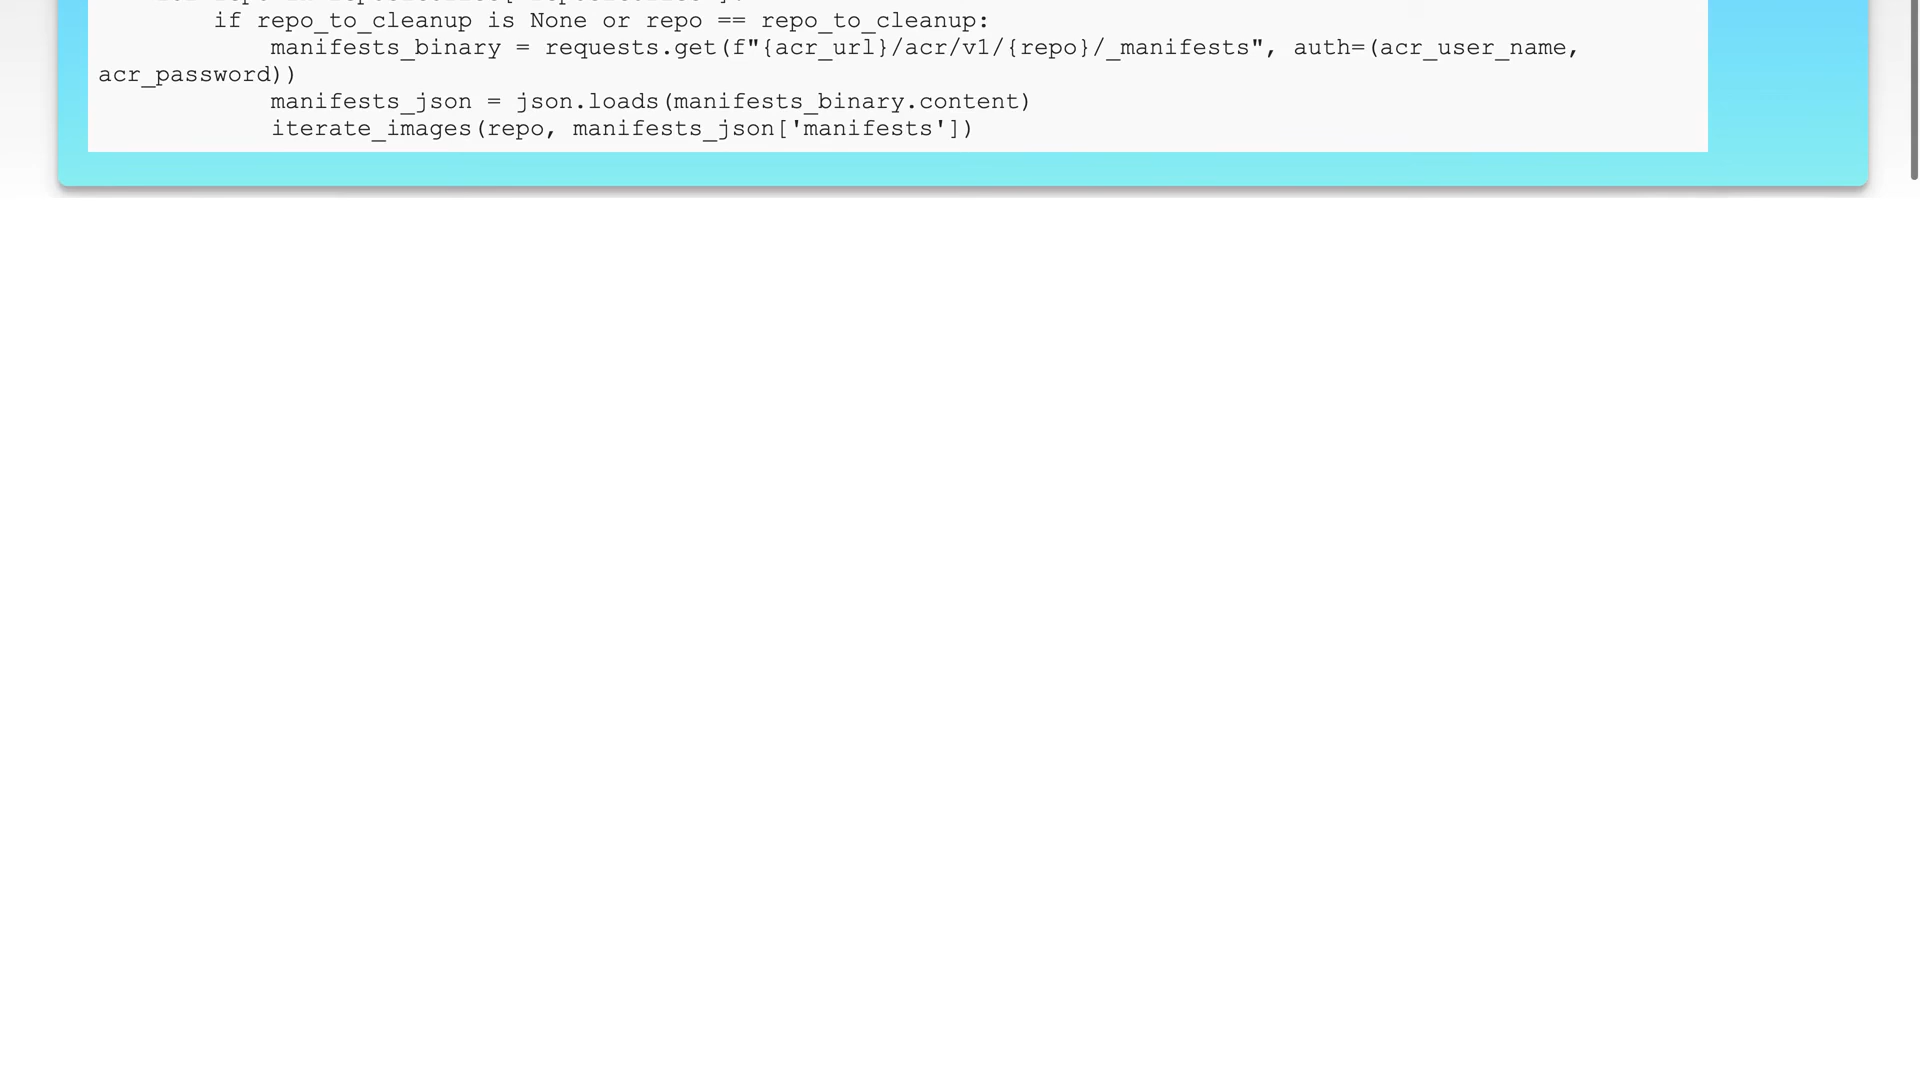 if repo_to_cleanup is None or repo == repo_to_cleanup:
manifests_binary = requests.get(f"{acr_url}/acr/v1/{repo}/_manifests", auth=(acr_user_name,
acr_password))
manifests_json = json.loads(manifests_binary.content)
iterate_images(repo, manifests_json['manifests'])